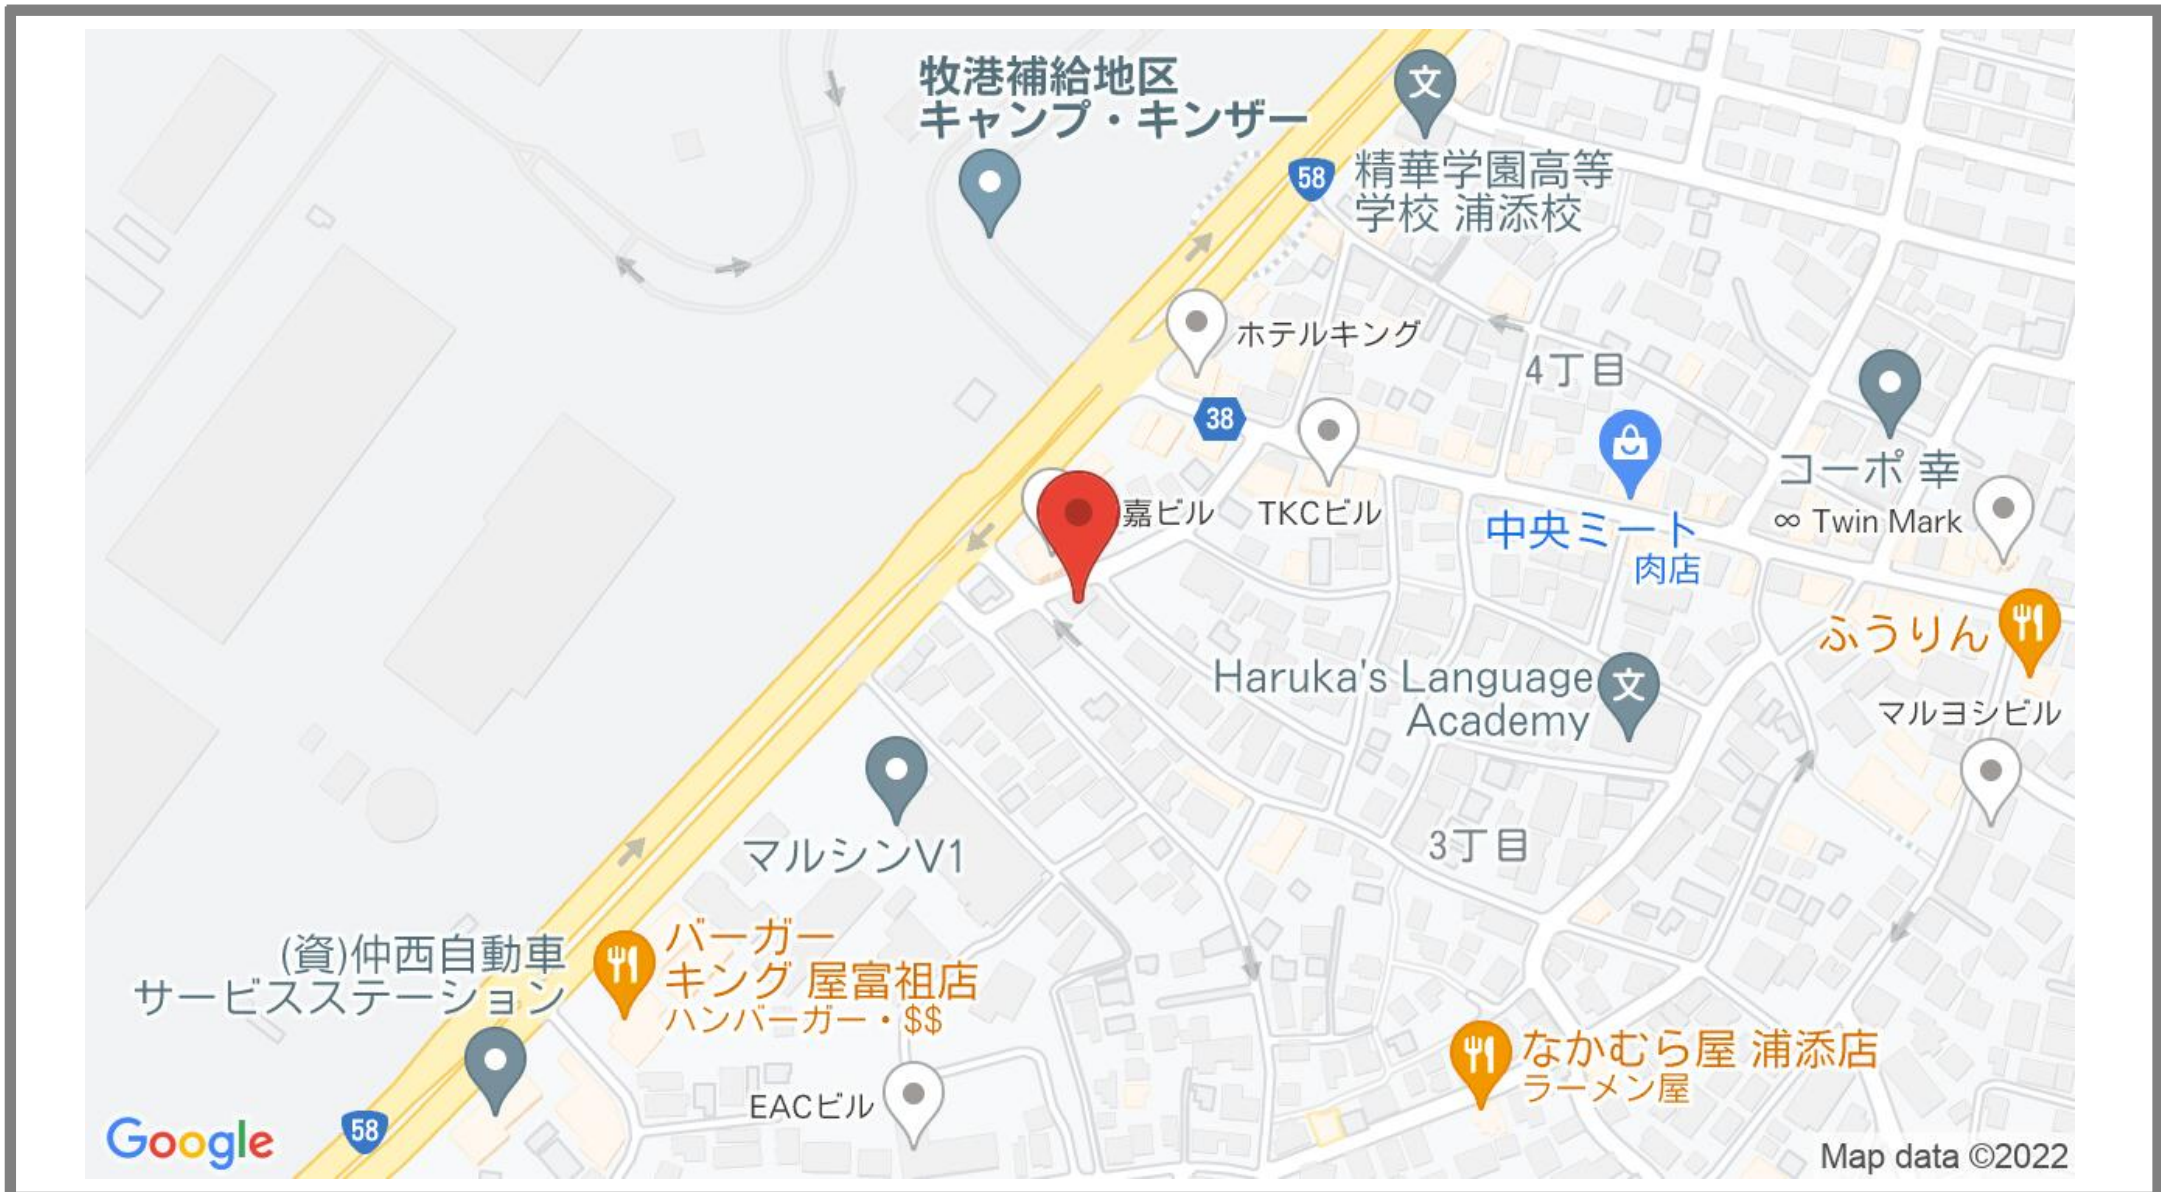 牧港補給地区
キャンプ・キンザー
文
58
精華学園高等
学校 浦添校
ホテルキング
4丁目
38
コーポ 幸
嘉ビル
TKCビル
中央ミート
肉店
∞ Twin Mark
ふうりん
Haruka's Language
Academy
文
マルヨシビル
マルシンV1
3丁目
(資)仲西自動車
サービスステーション
バーガー
キング 屋富祖店
ハンバーガー・$$
なかむら屋 浦添店
ラーメン屋
EACビル
58
Google
Map data ©2022